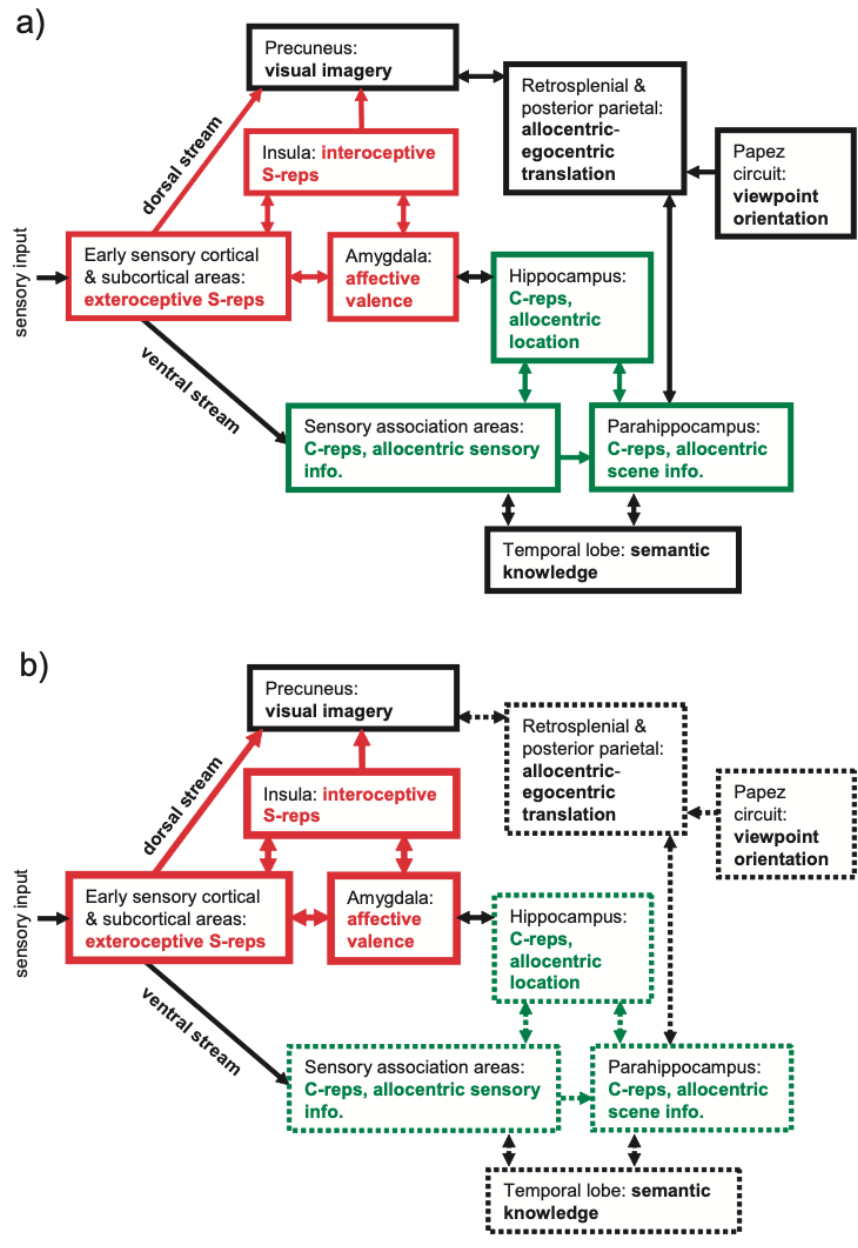 a)
Precuneus:
visual imagery
Retrosplenial &
posterior parietal:
allocentric-
egocentric
translation
Papez
circuit:
viewpoint
orientation
dorsal stream
Insula: interoceptive
S-reps
sensory input
Early sensory cortical
& subcortical areas:
exteroceptive S-reps
Amygdala:
affective
valence
Hippocampus:
C-reps,
allocentric
location
ventral stream
Sensory association areas:
C-reps, allocentric sensory
info.
Parahippocampus:
C-reps, allocentric
scene info.
Temporal lobe: semantic
knowledge
b)
Precuneus:
visual imagery
Retrosplenial &
posterior parietal:
allocentric-
egocentric
translation
Papez
circuit:
viewpoint
orientation
dorsal stream
Insula: interoceptive
S-reps
sensory input
Early sensory cortical
& subcortical areas:
exteroceptive S-reps
Amygdala:
affective
valence
Hippocampus:
C-reps,
allocentric
location
ventral stream
Sensory association areas:
C-reps, allocentric sensory
info.
Parahippocampus:
C-reps, allocentric
scene info.
Temporal lobe: semantic
knowledge